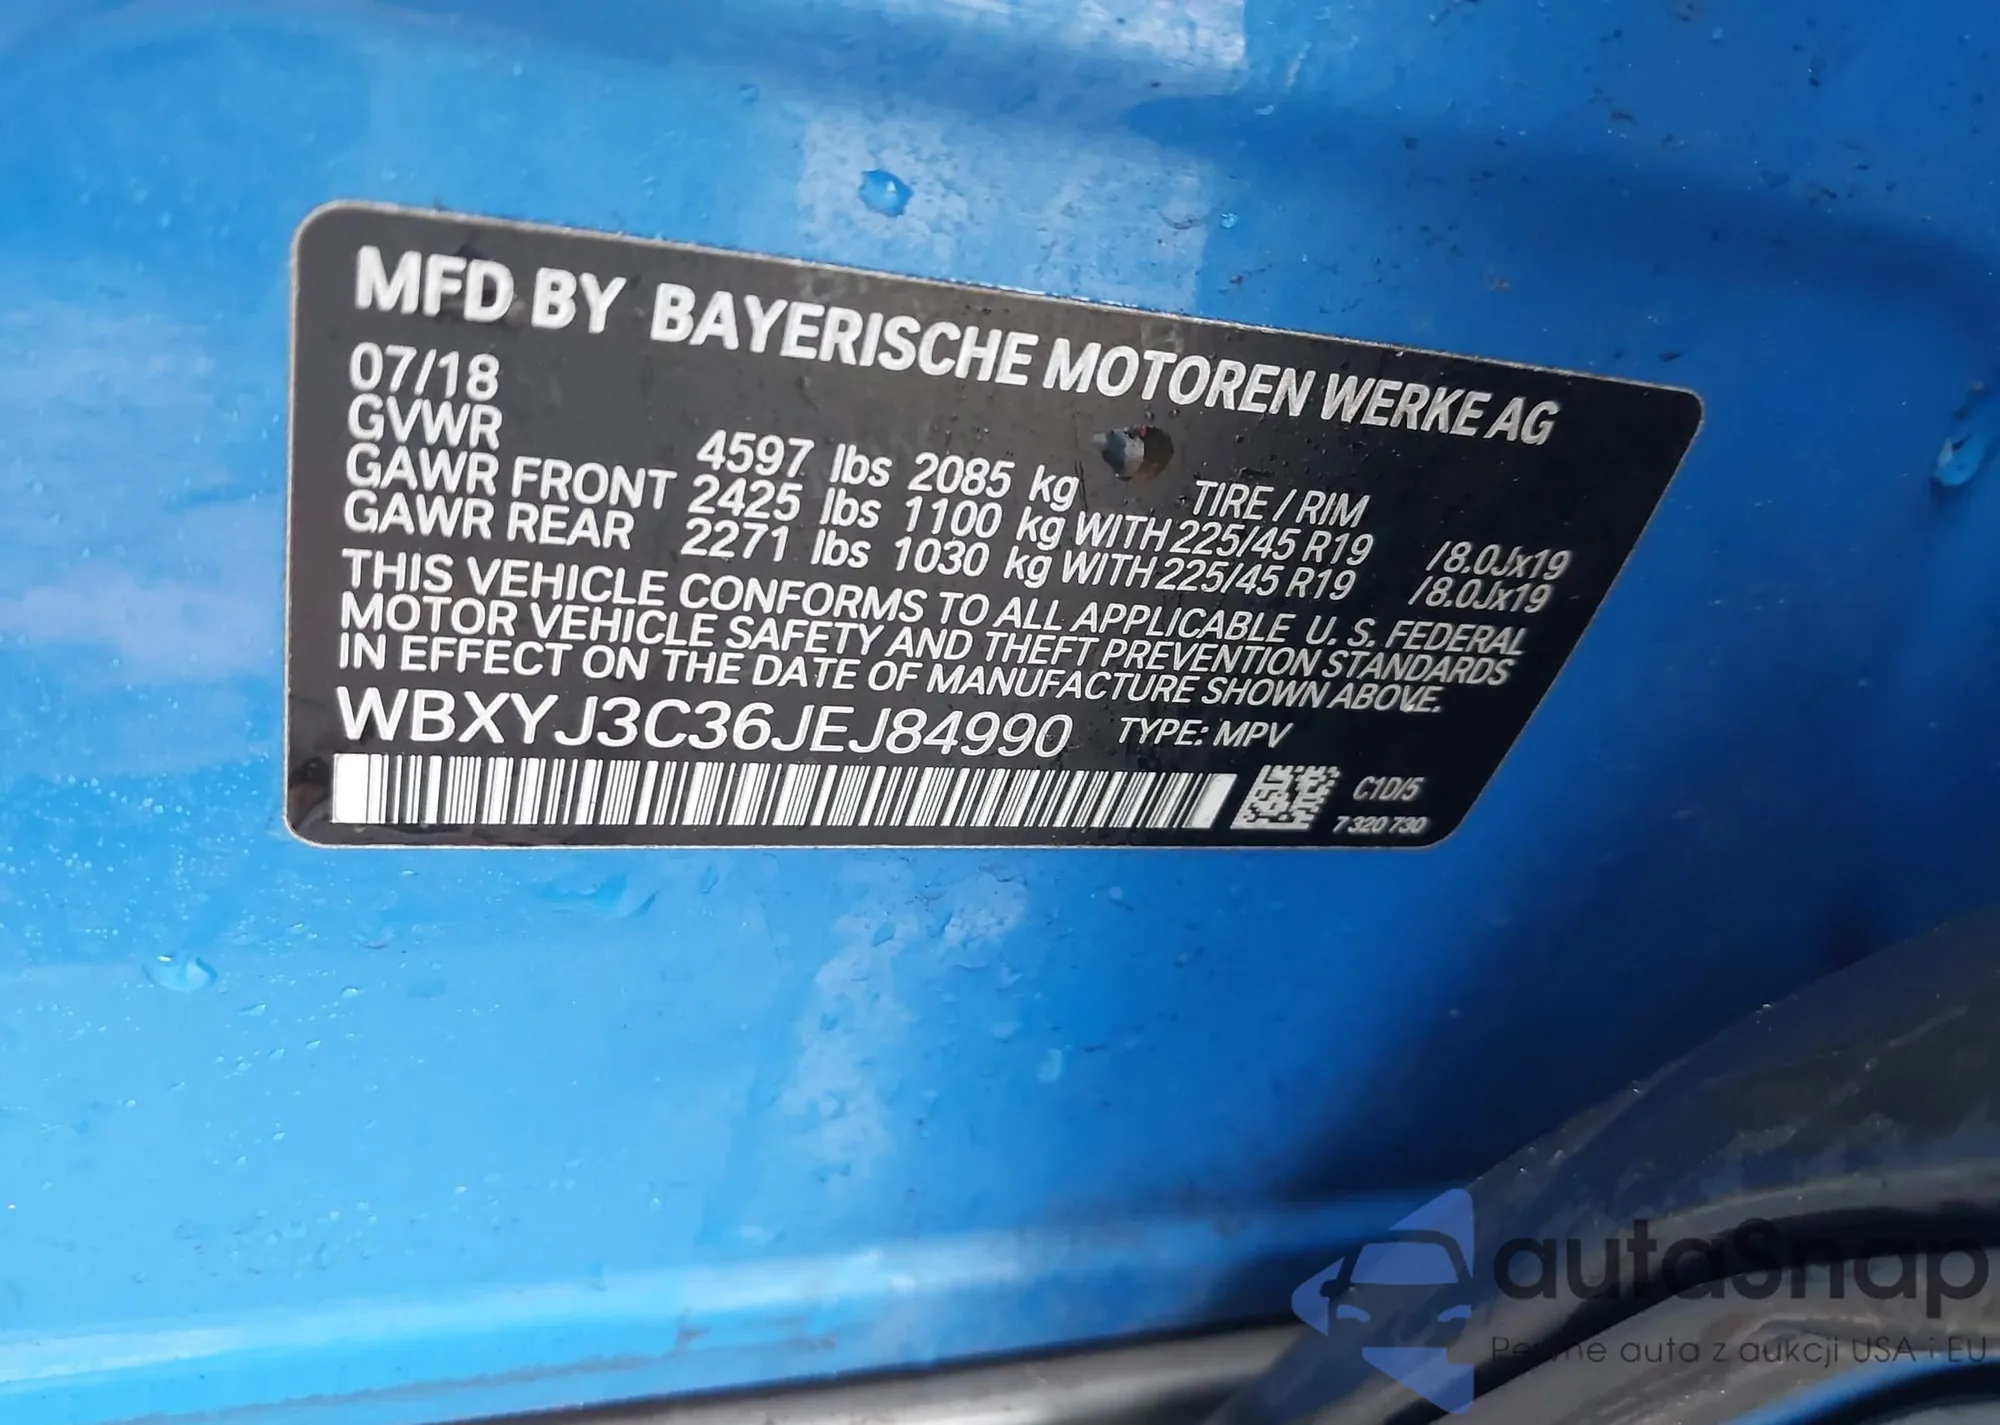 MFD BY BAYERISCHE MOTOREN WERKE AG
07/18
GVWR 4597 lbs 2085 kg TIRE / RIM
GAWR FRONT 2425 lbs 1100 kg WITH 225/45 R19 /8.0Jx19
GAWR REAR 2271 lbs 1030 kg WITH 225/45 R19 /8.0Jx19
THIS VEHICLE CONFORMS TO ALL APPLICABLE U. S. FEDERAL
MOTOR VEHICLE SAFETY AND THEFT PREVENTION STANDARDS
IN EFFECT ON THE DATE OF MANUFACTURE SHOWN ABOVE.
WBXYJ3C36JEJ84990 TYPE: MPV
C1D/5
7 320 730
autaSnap
Pewne auta z aukcji USA i EU